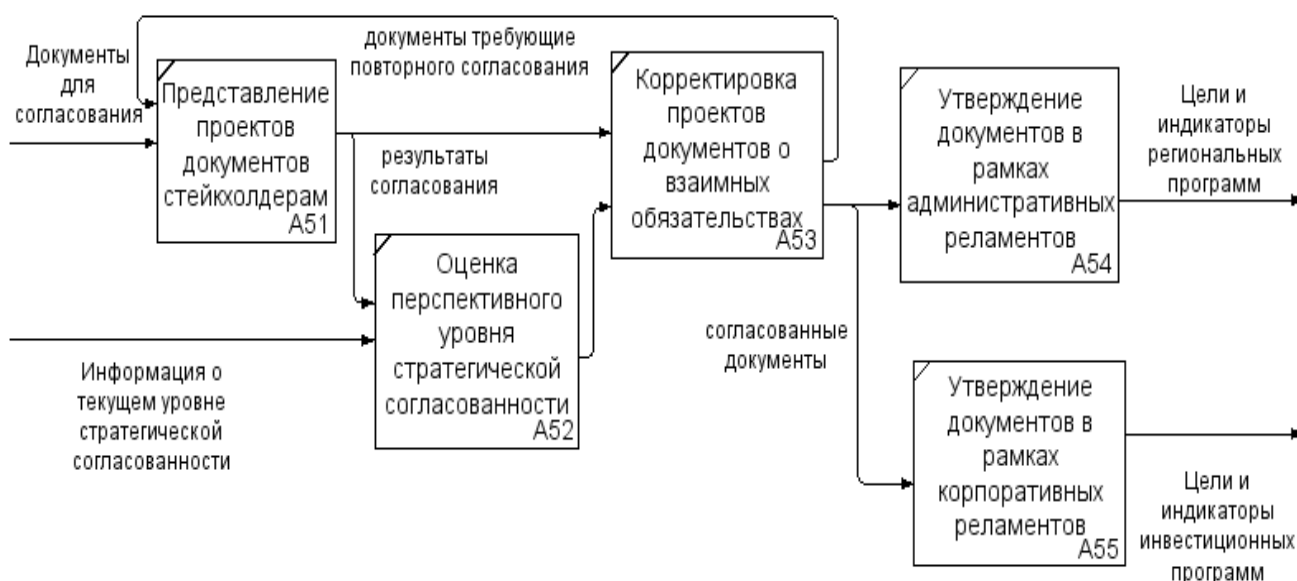 Документы
для
согласования
документы требующие
повторного согласования
Представление
проектов
документов
стейкхолдерам
A51
результаты
согласования
Корректировка
проектов
документов о
взаимных
обязательствах
A53
Утверждение
документов в
рамках
административных
реламентов
A54
Цели и
индикаторы
региональных
программ
Оценка
перспективного
уровня
стратегической
согласованности
A52
Информация о
текущем уровне
стратегической
согласованности
согласованные
документы
Утверждение
документов в
рамках
корпоративных
реламентов
A55
Цели и
индикаторы
инвестиционных
программ